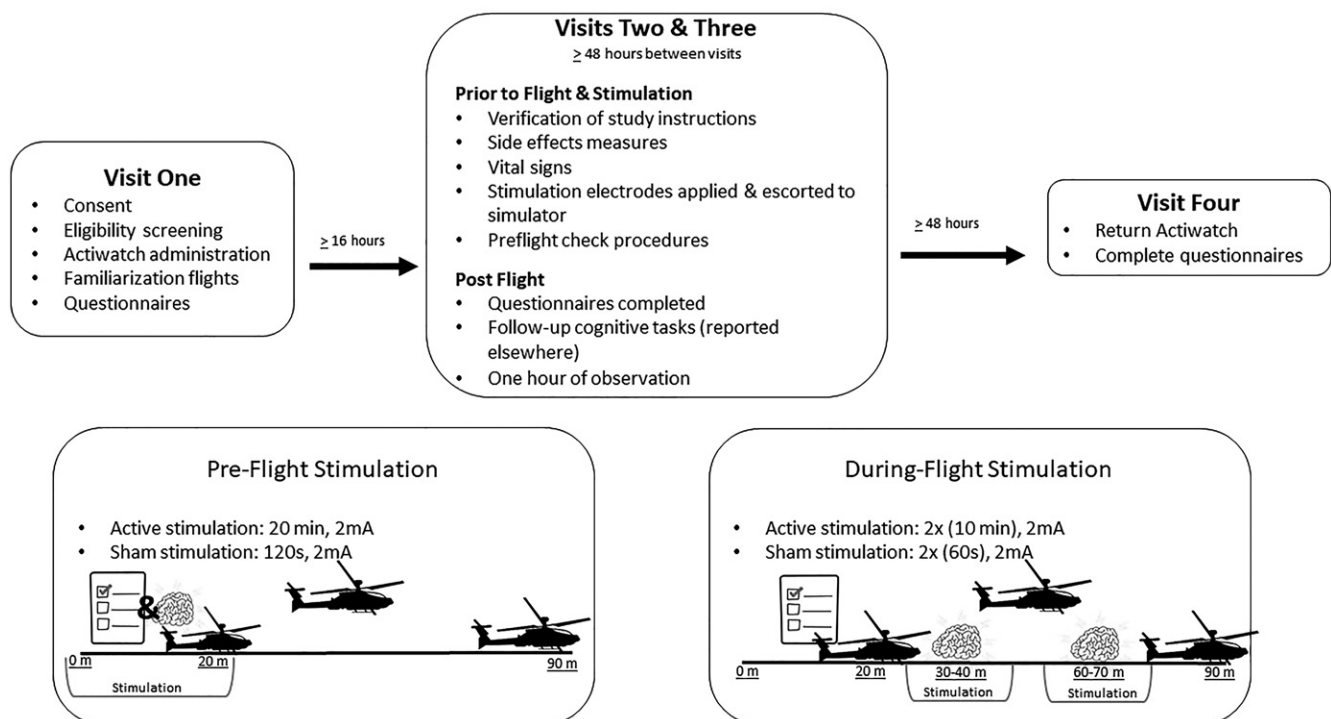 Visit One
• Consent
• Eligibility screening
• Actiwatch administration
• Familiarization flights
• Questionnaires
≥ 16 hours
Visits Two & Three
≥ 48 hours between visits
Prior to Flight & Stimulation
• Verification of study instructions
• Side effects measures
• Vital signs
• Stimulation electrodes applied & escorted to
simulator
• Preflight check procedures
Post Flight
• Questionnaires completed
• Follow-up cognitive tasks (reported
elsewhere)
• One hour of observation
≥ 48 hours
Visit Four
• Return Actiwatch
• Complete questionnaires
Pre-Flight Stimulation
• Active stimulation: 20 min, 2mA
• Sham stimulation: 120s, 2mA
&
0 m 20 m 90 m
Stimulation
During-Flight Stimulation
• Active stimulation: 2x (10 min), 2mA
• Sham stimulation: 2x (60s), 2mA
0 m 20 m 30-40 m 60-70 m 90 m
Stimulation Stimulation